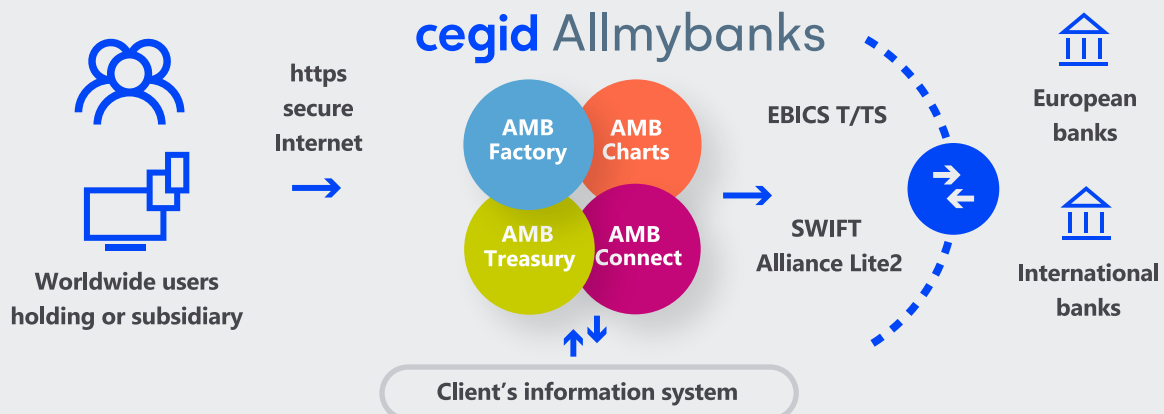 cegid Allmybanks
https
secure
Internet
Worldwide users
holding or subsidiary
AMB
Factory
AMB
Charts
AMB
Treasury
AMB
Connect
EBICS T/TS
SWIFT
Alliance Lite2
European
banks
International
banks
Client's information system